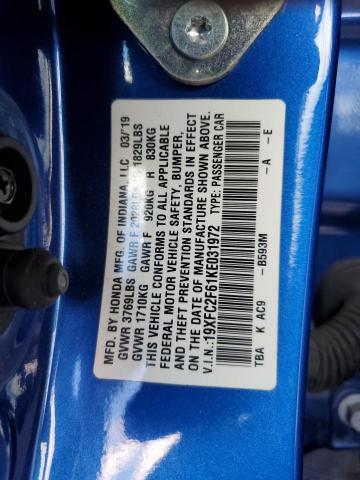 MFD. BY HONDA MFG. OF INDIANA, LLC 03/'19
GVWR 3769LBS GAWR F 2028LBS R 1829LBS
GVWR 1710KG GAWR F 920KG R 830KG
THIS VEHICLE CONFORMS TO ALL APPLICABLE
FEDERAL MOTOR VEHICLE SAFETY, BUMPER,
AND THEFT PREVENTION STANDARDS IN EFFECT
ON THE DATE OF MANUFACTURE SHOWN ABOVE.
V.I.N.:19XFC2F61KE031972 TYPE: PASSENGER CAR
B593M - A - E
TBA K AC9